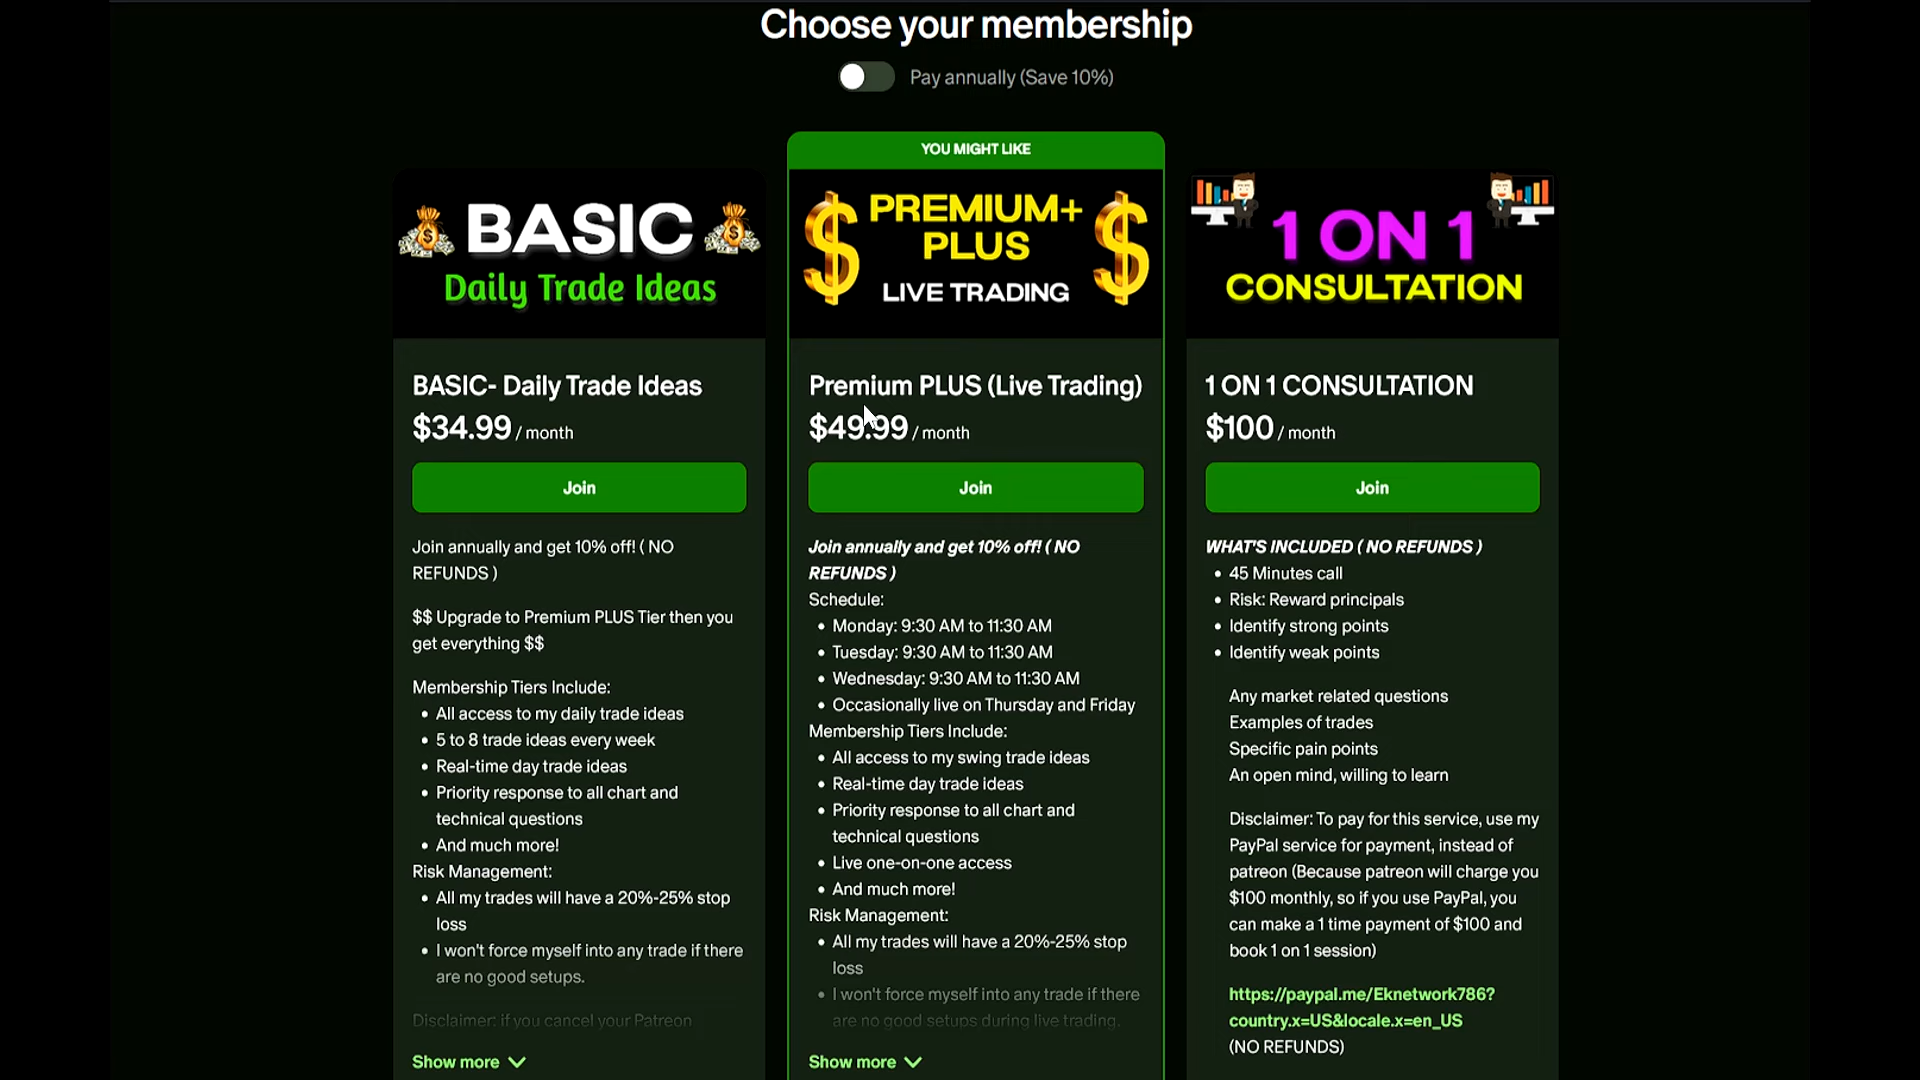 Choose your membership
Pay annually (Save 10%)
BASIC
Daily Trade Ideas
BASIC- Daily Trade Ideas
$34.99 / month
Join
Join annually and get 10% off! ( NO
REFUNDS )
$$ Upgrade to Premium PLUS Tier then you
get everything $$
Membership Tiers Include:
• All access to my daily trade ideas
• 5 to 8 trade ideas every week
• Real-time day trade ideas
• Priority response to all chart and
technical questions
• And much more!
Risk Management:
• All my trades will have a 20%-25% stop
loss
• I won't force myself into any trade if there
are no good setups.
Disclaimer: if you cancel your Patreon
Show more
YOU MIGHT LIKE
$ PREMIUM+ $
PLUS
LIVE TRADING
Premium PLUS (Live Trading)
$49.99 / month
Join
Join annually and get 10% off! ( NO
REFUNDS )
Schedule:
• Monday: 9:30 AM to 11:30 AM
• Tuesday: 9:30 AM to 11:30 AM
• Wednesday: 9:30 AM to 11:30 AM
• Occasionally live on Thursday and Friday
Membership Tiers Include:
• All access to my swing trade ideas
• Real-time day trade ideas
• Priority response to all chart and
technical questions
• Live one-on-one access
• And much more!
Risk Management:
• All my trades will have a 20%-25% stop
loss
• I won't force myself into any trade if there
are no good setups during live trading.
Show more
1 ON 1
CONSULTATION
1 ON 1 CONSULTATION
$100 / month
Join
WHAT'S INCLUDED ( NO REFUNDS )
• 45 Minutes call
• Risk: Reward principals
• Identify strong points
• Identify weak points
Any market related questions
Examples of trades
Specific pain points
An open mind, willing to learn
Disclaimer: To pay for this service, use my
PayPal service for payment, instead of
patreon (Because patreon will charge you
$100 monthly, so if you use PayPal, you
can make a 1 time payment of $100 and
book 1 on 1 session)
https://paypal.me/Eknetwork786?
country.x=US&locale.x=en_US
(NO REFUNDS)